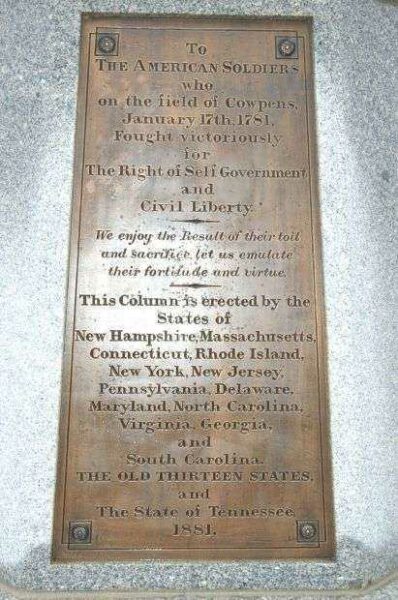 To
THE AMERICAN SOLDIERS
who
on the field of Cowpens,
January 17th, 1781,
Fought victoriously
for
The Right of Self Government
and
Civil Liberty.
We enjoy the Result of their toil
and sacrifice, let us emulate
their fortitude and virtue.
This Column is erected by the
States of
New Hampshire, Massachusetts,
Connecticut, Rhode Island,
New York, New Jersey,
Pennsylvania, Delaware,
Maryland, North Carolina,
Virginia, Georgia,
and
South Carolina.
THE OLD THIRTEEN STATES,
and
The State of Tennessee,
1881.